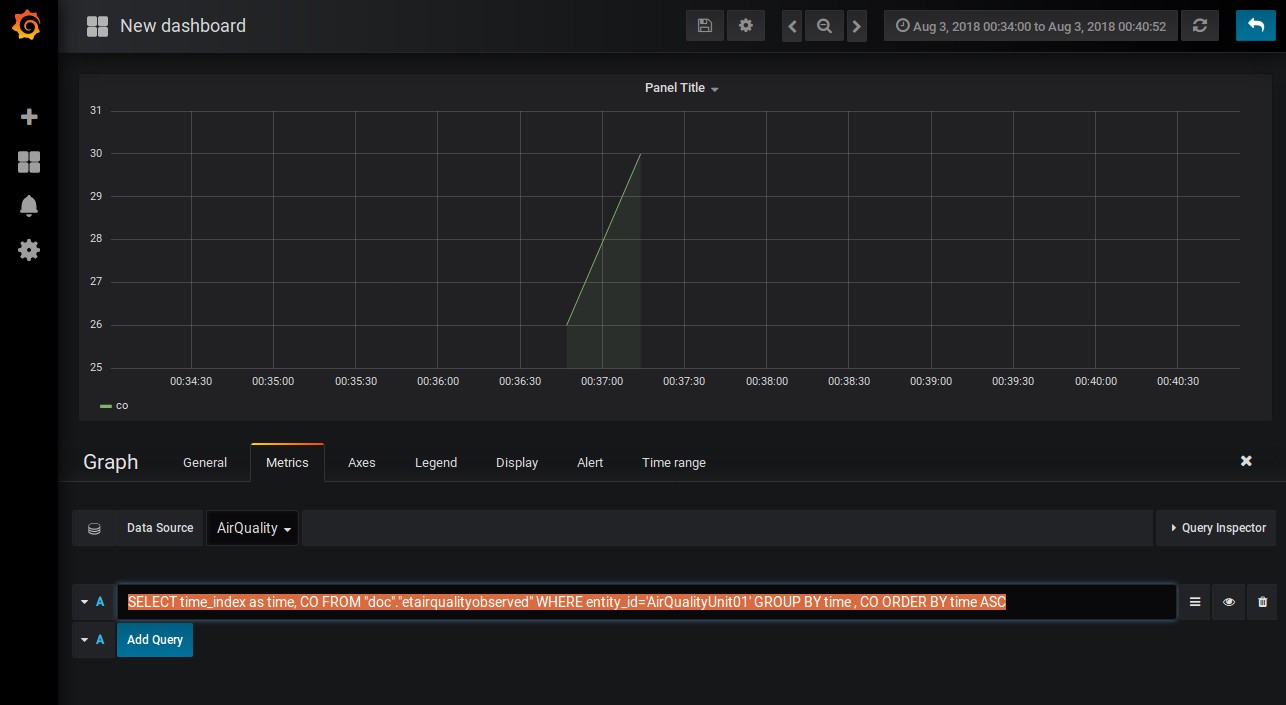 New dashboard
Aug 3, 2018 00:34:00 to Aug 3, 2018 00:40:52
Panel Title
31
30
29
28
27
26
25
00:34:30 00:35:00 00:35:30 00:36:00 00:36:30 00:37:00 00:37:30 00:38:00 00:38:30 00:39:00 00:39:30 00:40:00 00:40:30
co
Graph General Metrics Axes Legend Display Alert Time range
Data Source AirQuality Query Inspector
A SELECT time_index as time, CO FROM "doc"."etairqualityobserved" WHERE entity_id='AirQualityUnit01' GROUP BY time , CO ORDER BY time ASC
A Add Query